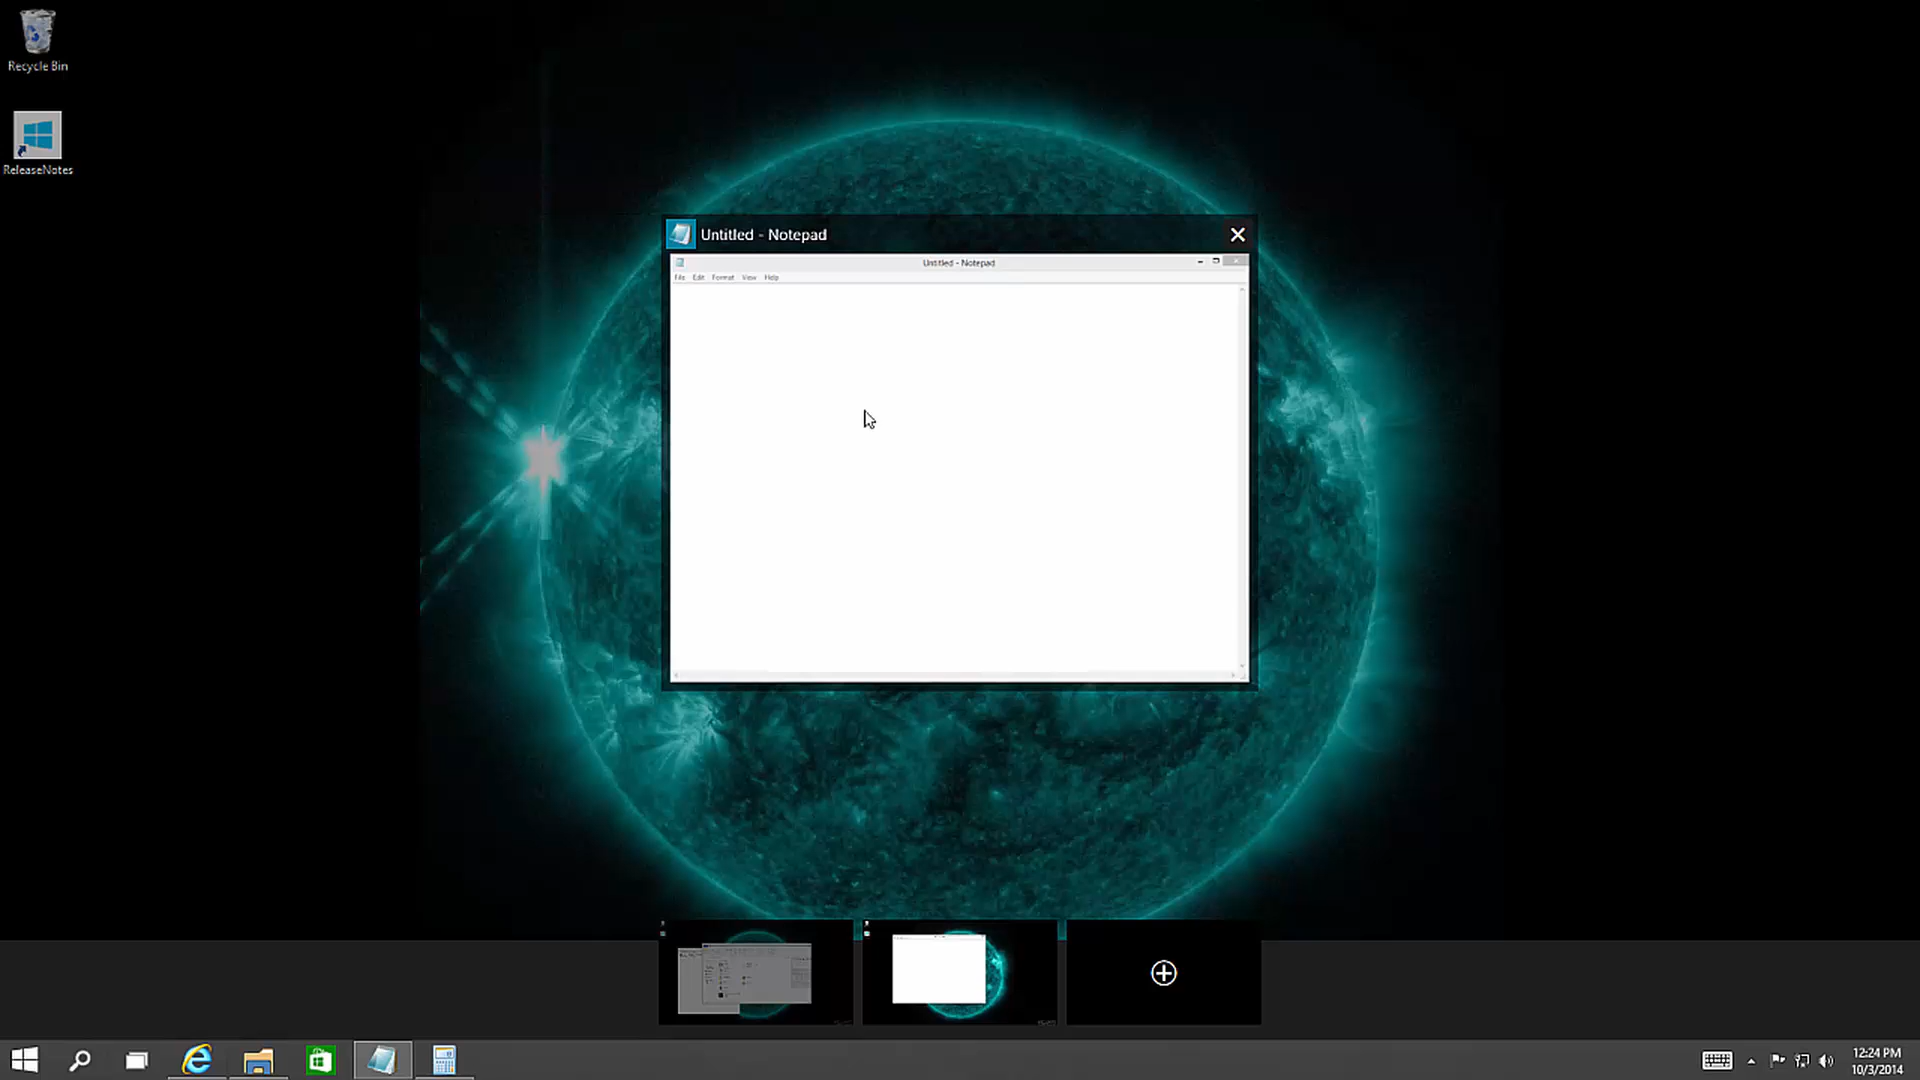 Recycle Bin
ReleaseNotes
Untitled - Notepad
Untitled - Notepad
File Edit Format View Help
12:24 PM
10/3/2014